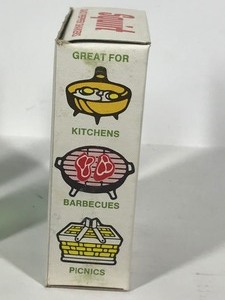 GREAT FOR
KITCHENS
BARBECUES
PICNICS